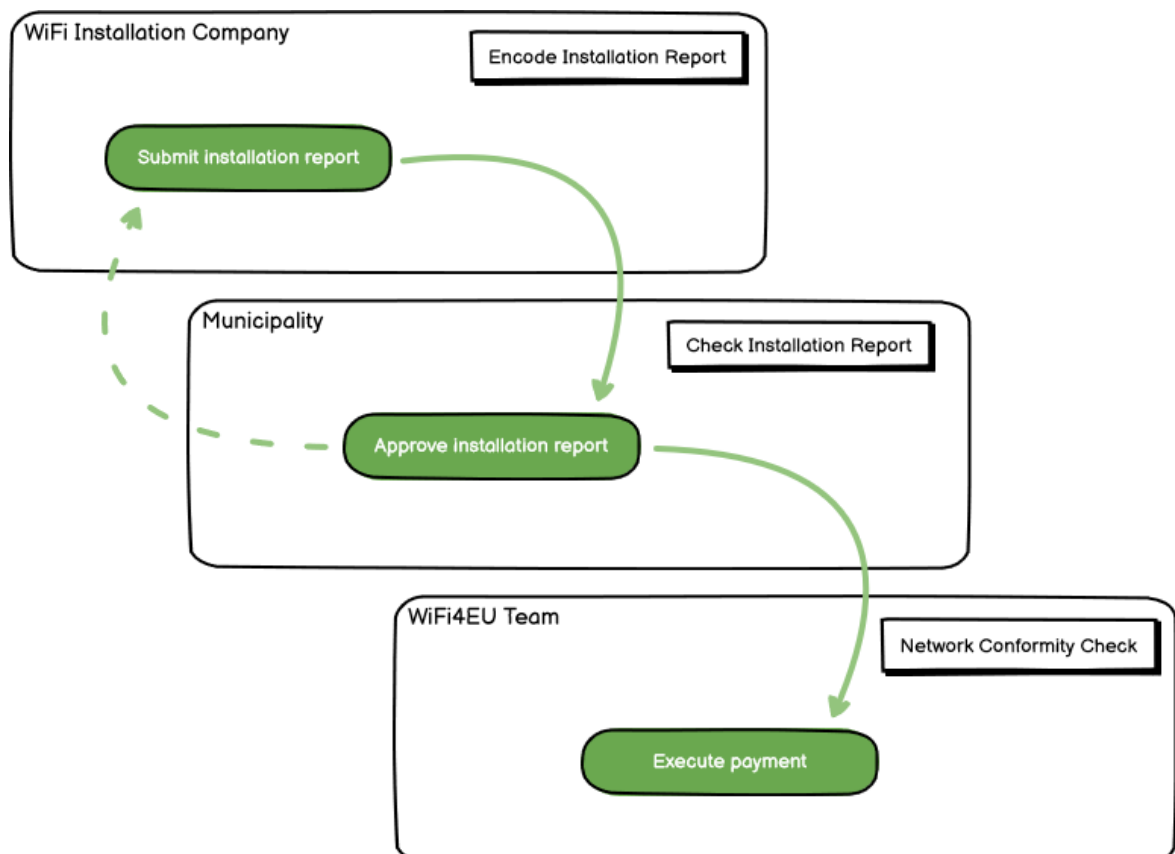 WiFi Installation Company
Encode Installation Report
Submit installation report
Municipality
Check Installation Report
Approve installation report
WiFi4EU Team
Network Conformity Check
Execute payment